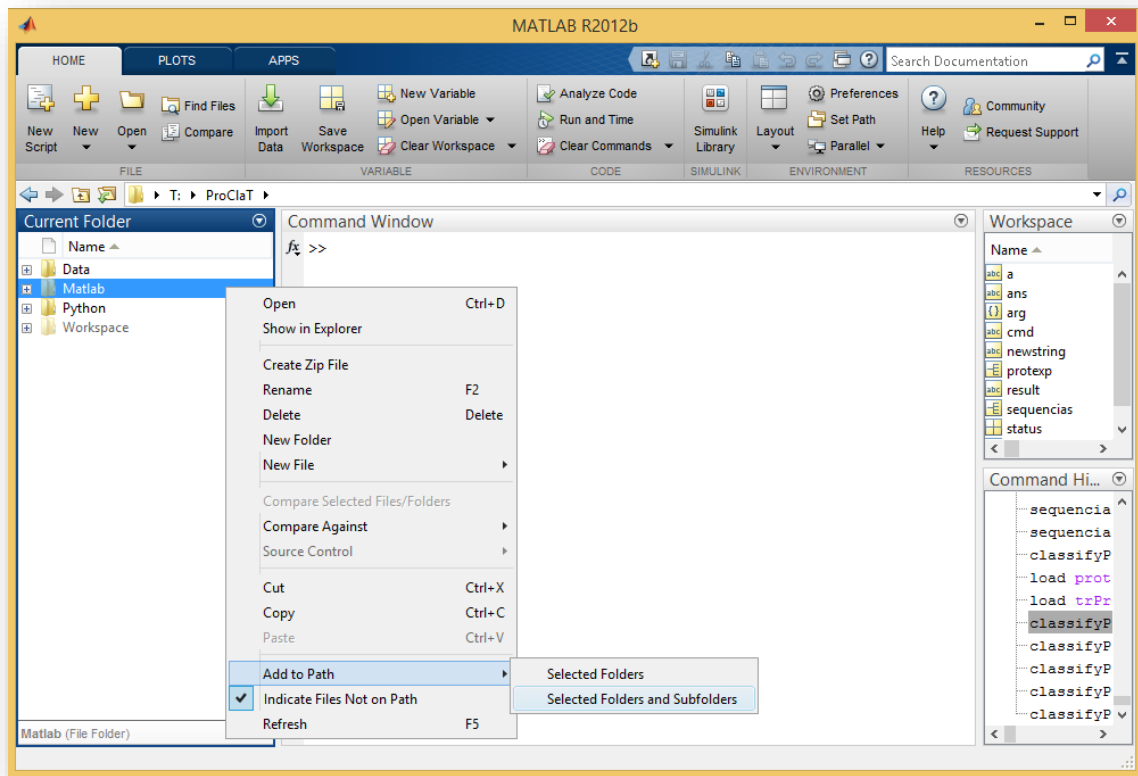 MATLAB R2012b
HOME PLOTS APPS Search Documentation
New Script
New
Open
Find Files
Compare
FILE
Import Data
Save Workspace
New Variable
Open Variable
Clear Workspace
VARIABLE
Analyze Code
Run and Time
Clear Commands
CODE
Simulink Library
SIMULINK
Layout
Preferences
Set Path
Parallel
ENVIRONMENT
Help
Community
Request Support
RESOURCES
T: ProClaT
Current Folder
Name
Data
Matlab
Python
Workspace
Matlab (File Folder)
Open Ctrl+D
Show in Explorer
Create Zip File
Rename F2
Delete Delete
New Folder
New File
Compare Selected Files/Folders
Compare Against
Source Control
Cut Ctrl+X
Copy Ctrl+C
Paste Ctrl+V
Add to Path
Indicate Files Not on Path
Refresh F5
Selected Folders
Selected Folders and Subfolders
Command Window
fx >>
Workspace
Name
abc a
abc ans
{} arg
abc cmd
abc newstring
protexp
abc result
sequencias
status
Command Hi...
sequencia
sequencia
classifyP
load prot
load trPr
classifyP
classifyP
classifyP
classifyP
classifyP